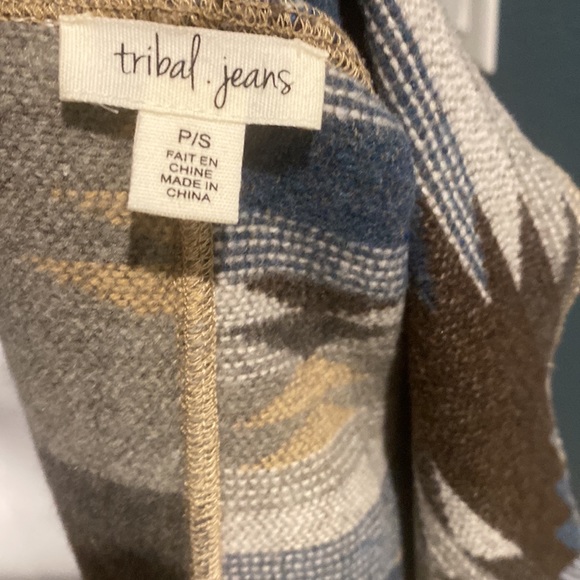 tribal.jeans
P/S
FAIT EN
CHINE
MADE IN
CHINA